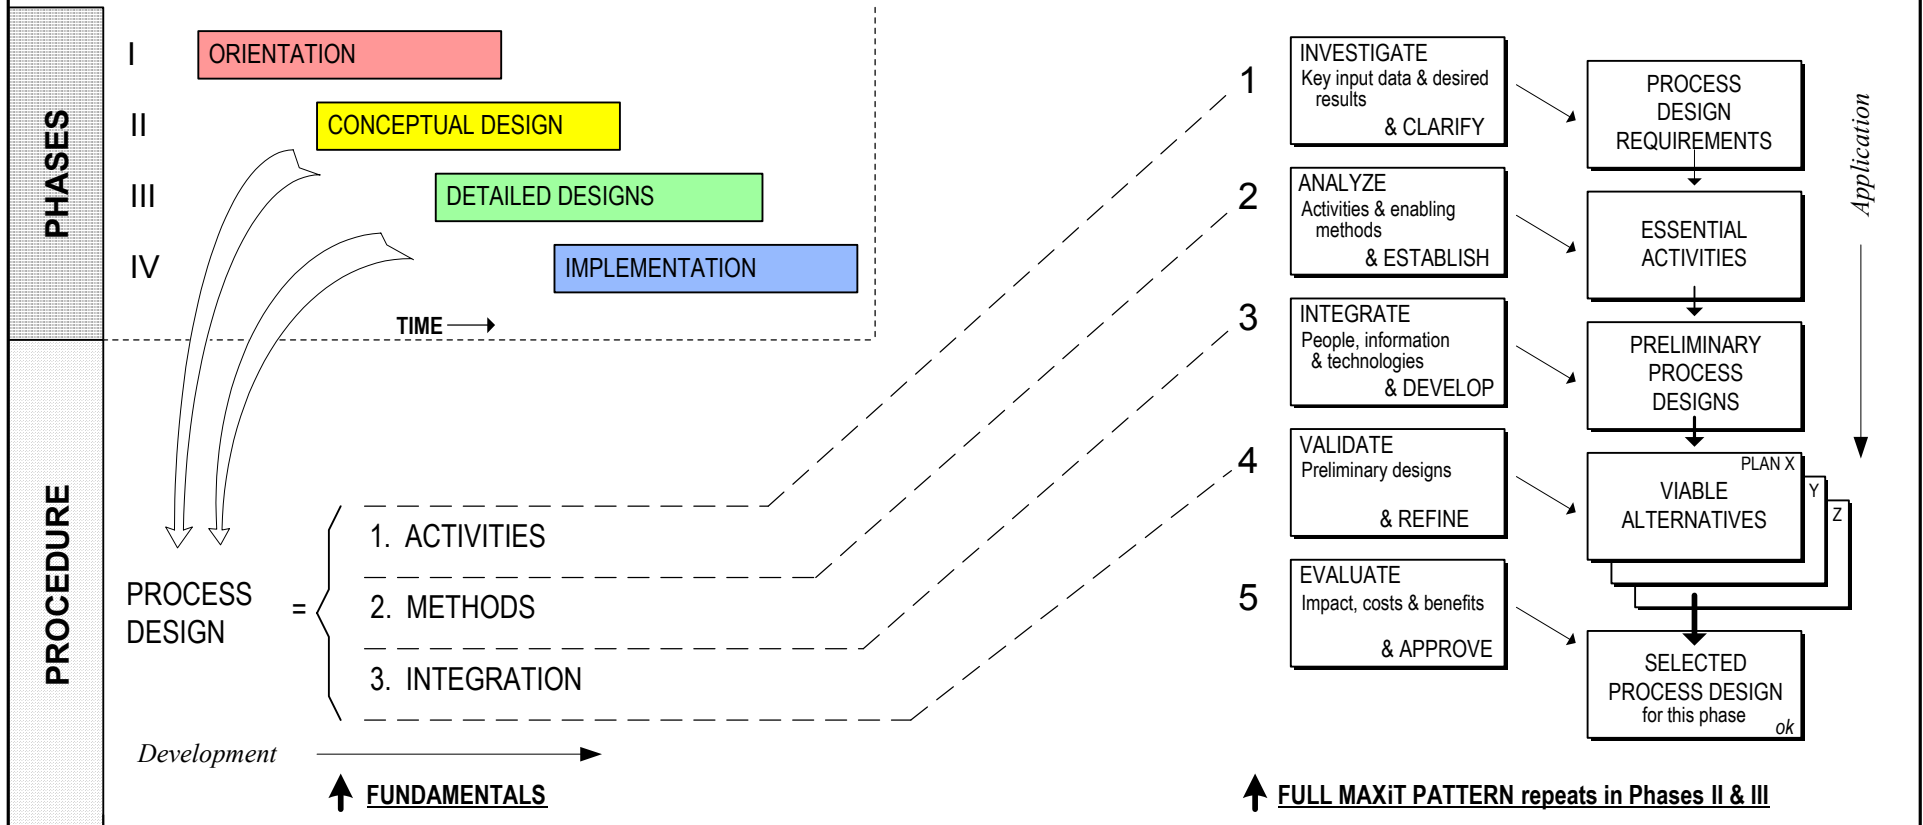 PHASES
I
ORIENTATION
II
CONCEPTUAL DESIGN
III
DETAILED DESIGNS
IV
IMPLEMENTATION
TIME
PROCEDURE
PROCESS
DESIGN
=
1. ACTIVITIES
2. METHODS
3. INTEGRATION
Development
FUNDAMENTALS
1
INVESTIGATE
Key input data & desired
results
& CLARIFY
2
ANALYZE
Activities & enabling
methods
& ESTABLISH
3
INTEGRATE
People, information
& technologies
& DEVELOP
4
VALIDATE
Preliminary designs
& REFINE
5
EVALUATE
Impact, costs & benefits
& APPROVE
PROCESS
DESIGN
REQUIREMENTS
ESSENTIAL
ACTIVITIES
PRELIMINARY
PROCESS
DESIGNS
PLAN X
VIABLE
ALTERNATIVES
Y
Z
SELECTED
PROCESS DESIGN
for this phase
ok
Application
FULL MAXiT PATTERN repeats in Phases II & III